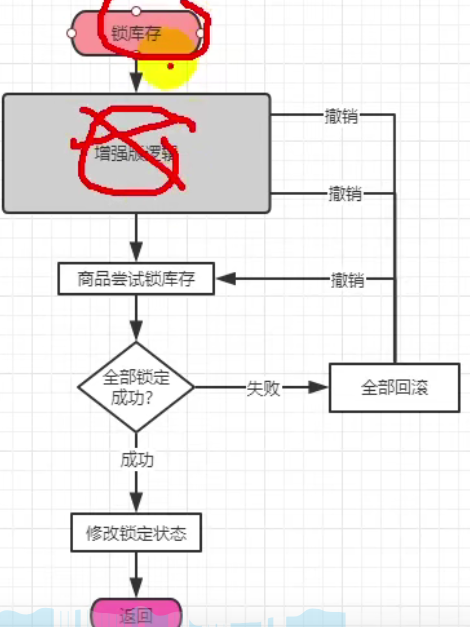 锁库存
撤销
增强版逻辑
撤销
商品尝试锁库存
撤销
全部锁定
成功?
失败
全部回滚
成功
修改锁定状态
返回